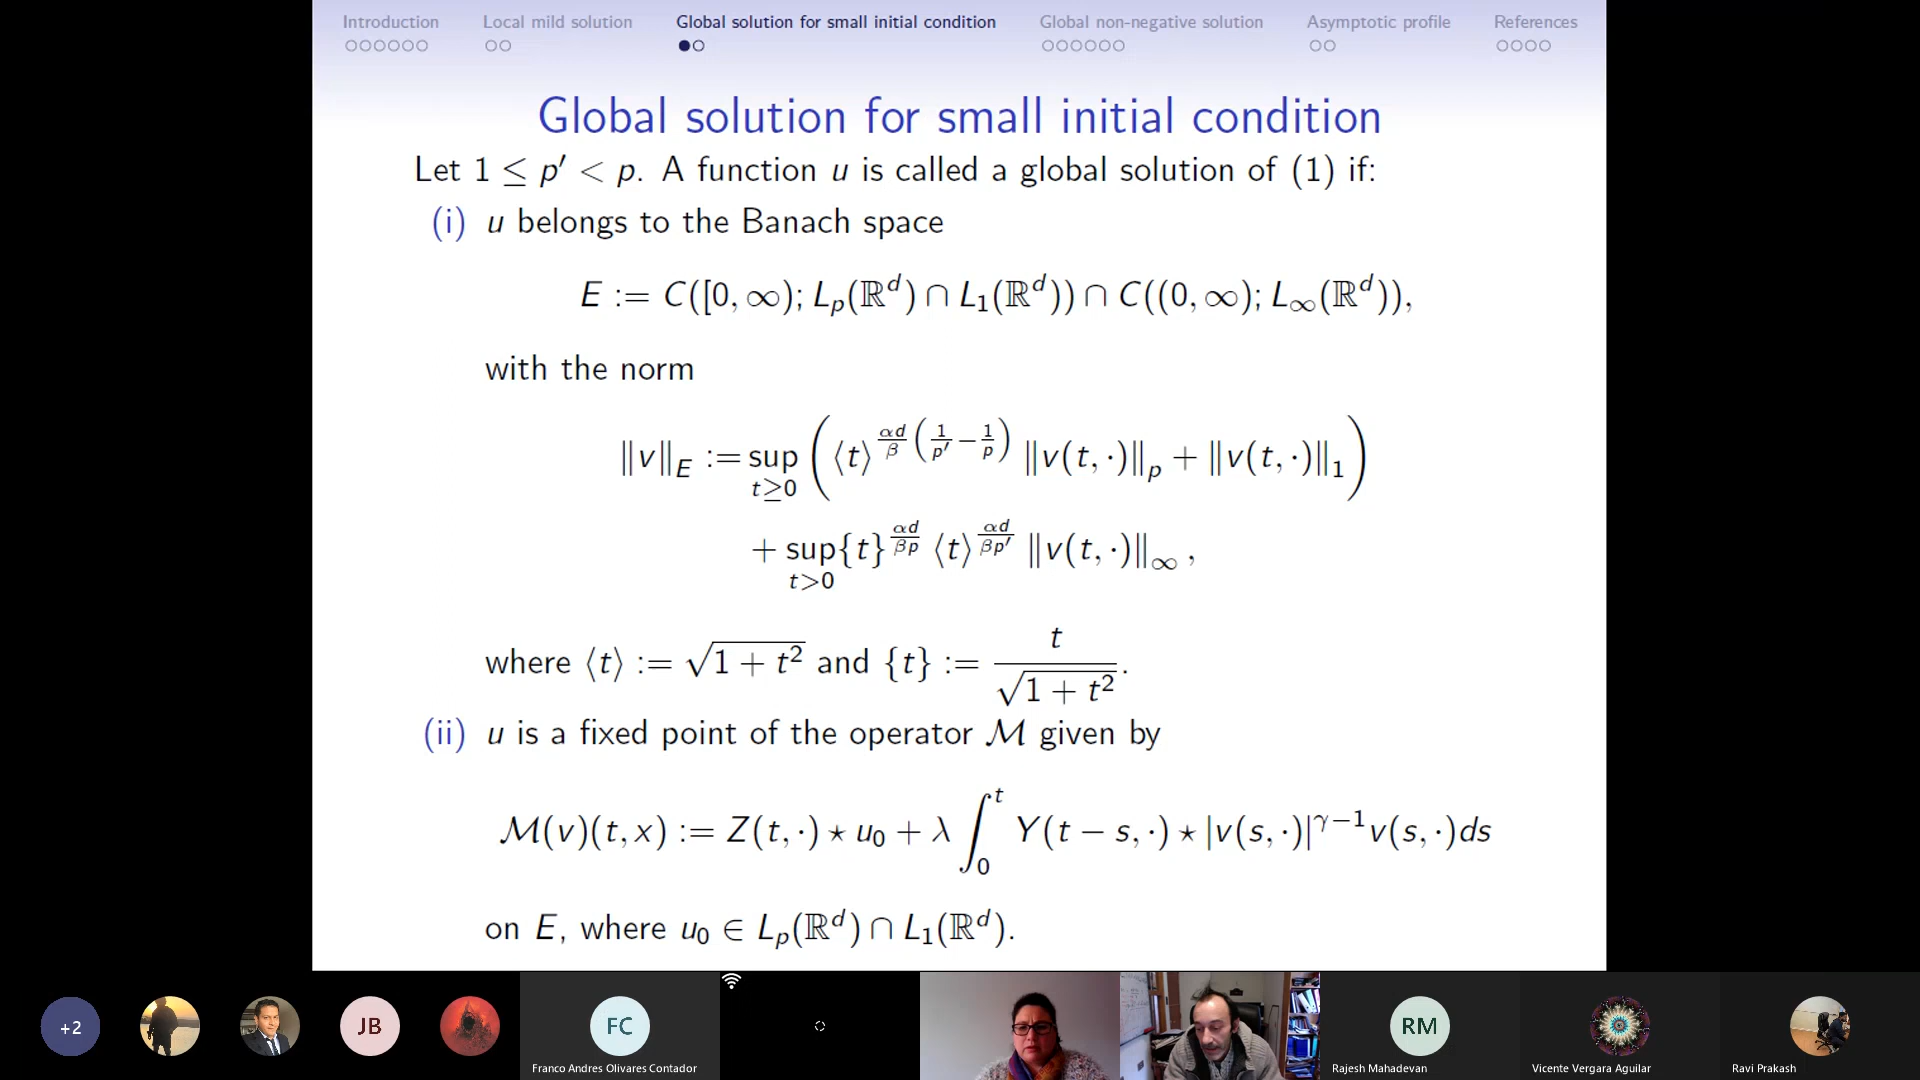 Introduction Local mild solution Global solution for small initial condition Global non-negative solution Asymptotic profile References
Global solution for small initial condition
Let 1 ≤ p′ < p. A function u is called a global solution of (1) if:
(i) u belongs to the Banach space
E := C([0, ∞); L_p(ℝ^d) ∩ L_1(ℝ^d)) ∩ C((0, ∞); L_∞(ℝ^d)),
with the norm
‖v‖_E := sup_{t≥0} (⟨t⟩^{αd/β (1/p′ − 1/p)} ‖v(t, ·)‖_p + ‖v(t, ·)‖_1)
+ sup_{t>0} {t}^{αd/βp} ⟨t⟩^{αd/βp′} ‖v(t, ·)‖_∞ ,
where ⟨t⟩ := √(1 + t²) and {t} := t/√(1 + t²).
(ii) u is a fixed point of the operator ℳ given by
ℳ(v)(t, x) := Z(t, ·) ⋆ u_0 + λ ∫_0^t Y(t − s, ·) ⋆ |v(s, ·)|^{γ−1} v(s, ·)ds
on E, where u_0 ∈ L_p(ℝ^d) ∩ L_1(ℝ^d).
+2 JB FC RM
Franco Andres Olivares Contador Rajesh Mahadevan Vicente Vergara Aguilar Ravi Prakash